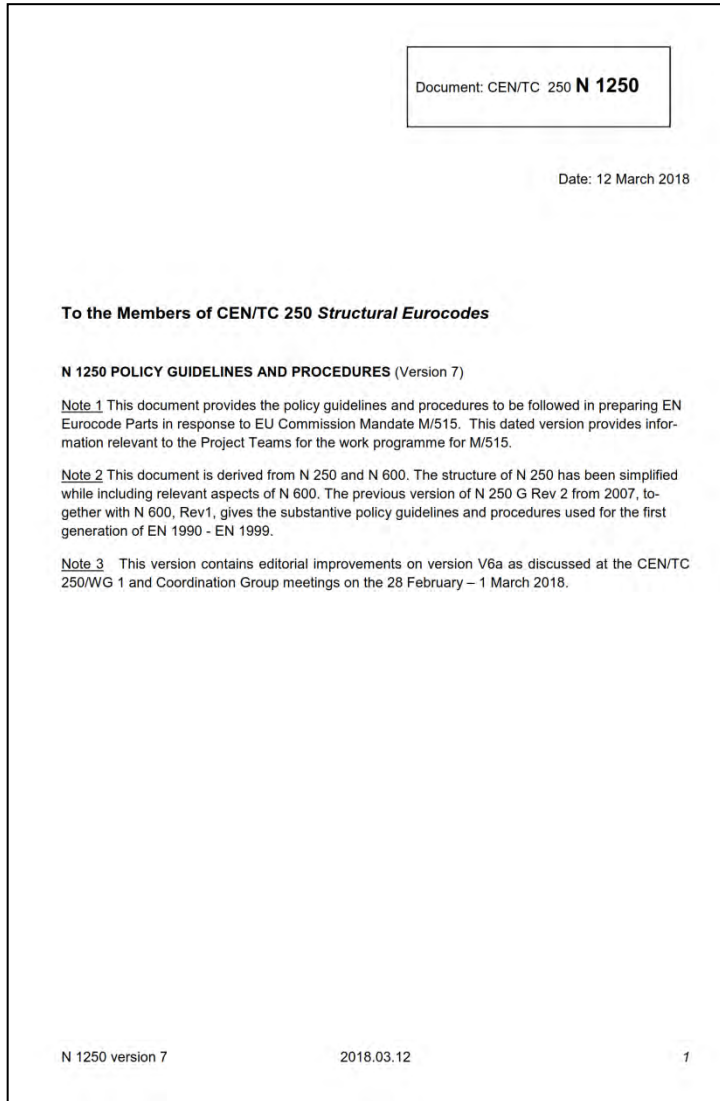 Document: CEN/TC 250 N 1250
Date: 12 March 2018
To the Members of CEN/TC 250 Structural Eurocodes
N 1250 POLICY GUIDELINES AND PROCEDURES (Version 7)
Note 1 This document provides the policy guidelines and procedures to be followed in preparing EN
Eurocode Parts in response to EU Commission Mandate M/515. This dated version provides infor-
mation relevant to the Project Teams for the work programme for M/515.
Note 2 This document is derived from N 250 and N 600. The structure of N 250 has been simplified
while including relevant aspects of N 600. The previous version of N 250 G Rev 2 from 2007, to-
gether with N 600, Rev1, gives the substantive policy guidelines and procedures used for the first
generation of EN 1990 - EN 1999.
Note 3 This version contains editorial improvements on version V6a as discussed at the CEN/TC
250/WG 1 and Coordination Group meetings on the 28 February – 1 March 2018.
N 1250 version 7 2018.03.12 1